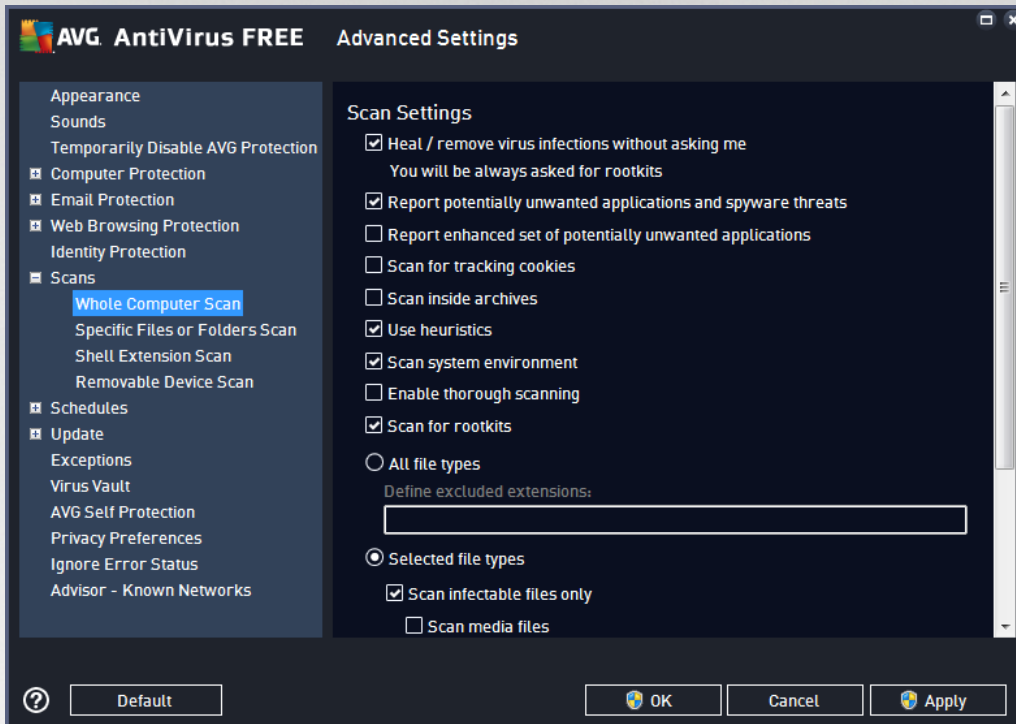 AVG. AntiVirus FREE Advanced Settings
Appearance
Sounds
Temporarily Disable AVG Protection
Computer Protection
Email Protection
Web Browsing Protection
Identity Protection
Scans
Whole Computer Scan
Specific Files or Folders Scan
Shell Extension Scan
Removable Device Scan
Schedules
Update
Exceptions
Virus Vault
AVG Self Protection
Privacy Preferences
Ignore Error Status
Advisor - Known Networks
Scan Settings
Heal / remove virus infections without asking me
You will be always asked for rootkits
Report potentially unwanted applications and spyware threats
Report enhanced set of potentially unwanted applications
Scan for tracking cookies
Scan inside archives
Use heuristics
Scan system environment
Enable thorough scanning
Scan for rootkits
All file types
Define excluded extensions:
Selected file types
Scan infectable files only
Scan media files
? Default OK Cancel Apply